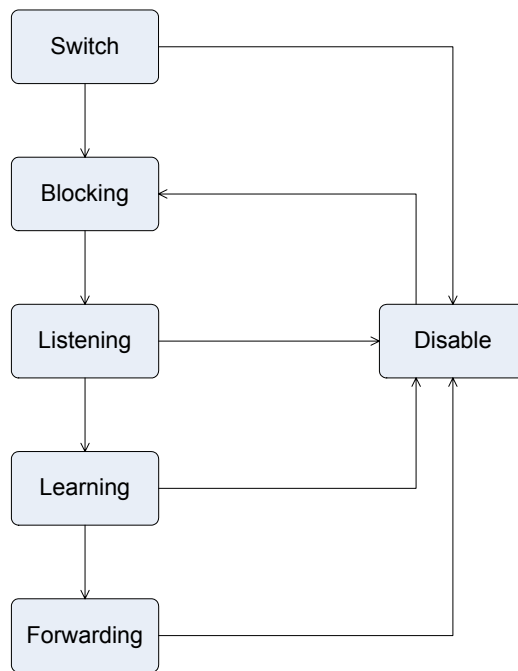 Switch
Blocking
Listening
Disable
Learning
Forwarding